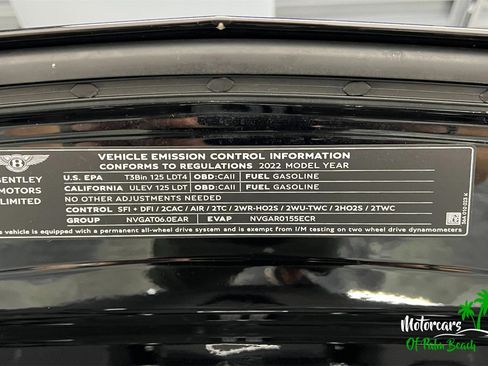 VEHICLE EMISSION CONTROL INFORMATION
CONFORMS TO REGULATIONS: 2022 MODEL YEAR
B
BENTLEY
MOTORS
LIMITED
U.S. EPA T3Bin 125 LDT4 OBD:CAII FUEL GASOLINE
CALIFORNIA ULEV 125 LDT OBD:CAII FUEL GASOLINE
NO OTHER ADJUSTMENTS NEEDED
CONTROL SFI + DFI / 2CAC / AIR / 2TC / 2WR-HO2S / 2WU-TWC / 2HO2S / 2TWC
GROUP NVGAT06.0EAR EVAP NVGAR0155ECR
vehicle is equipped with a permanent all-wheel drive system and is exempt from I/M testing on two wheel drive dynamometers
Motorcars
Of Palm Beach